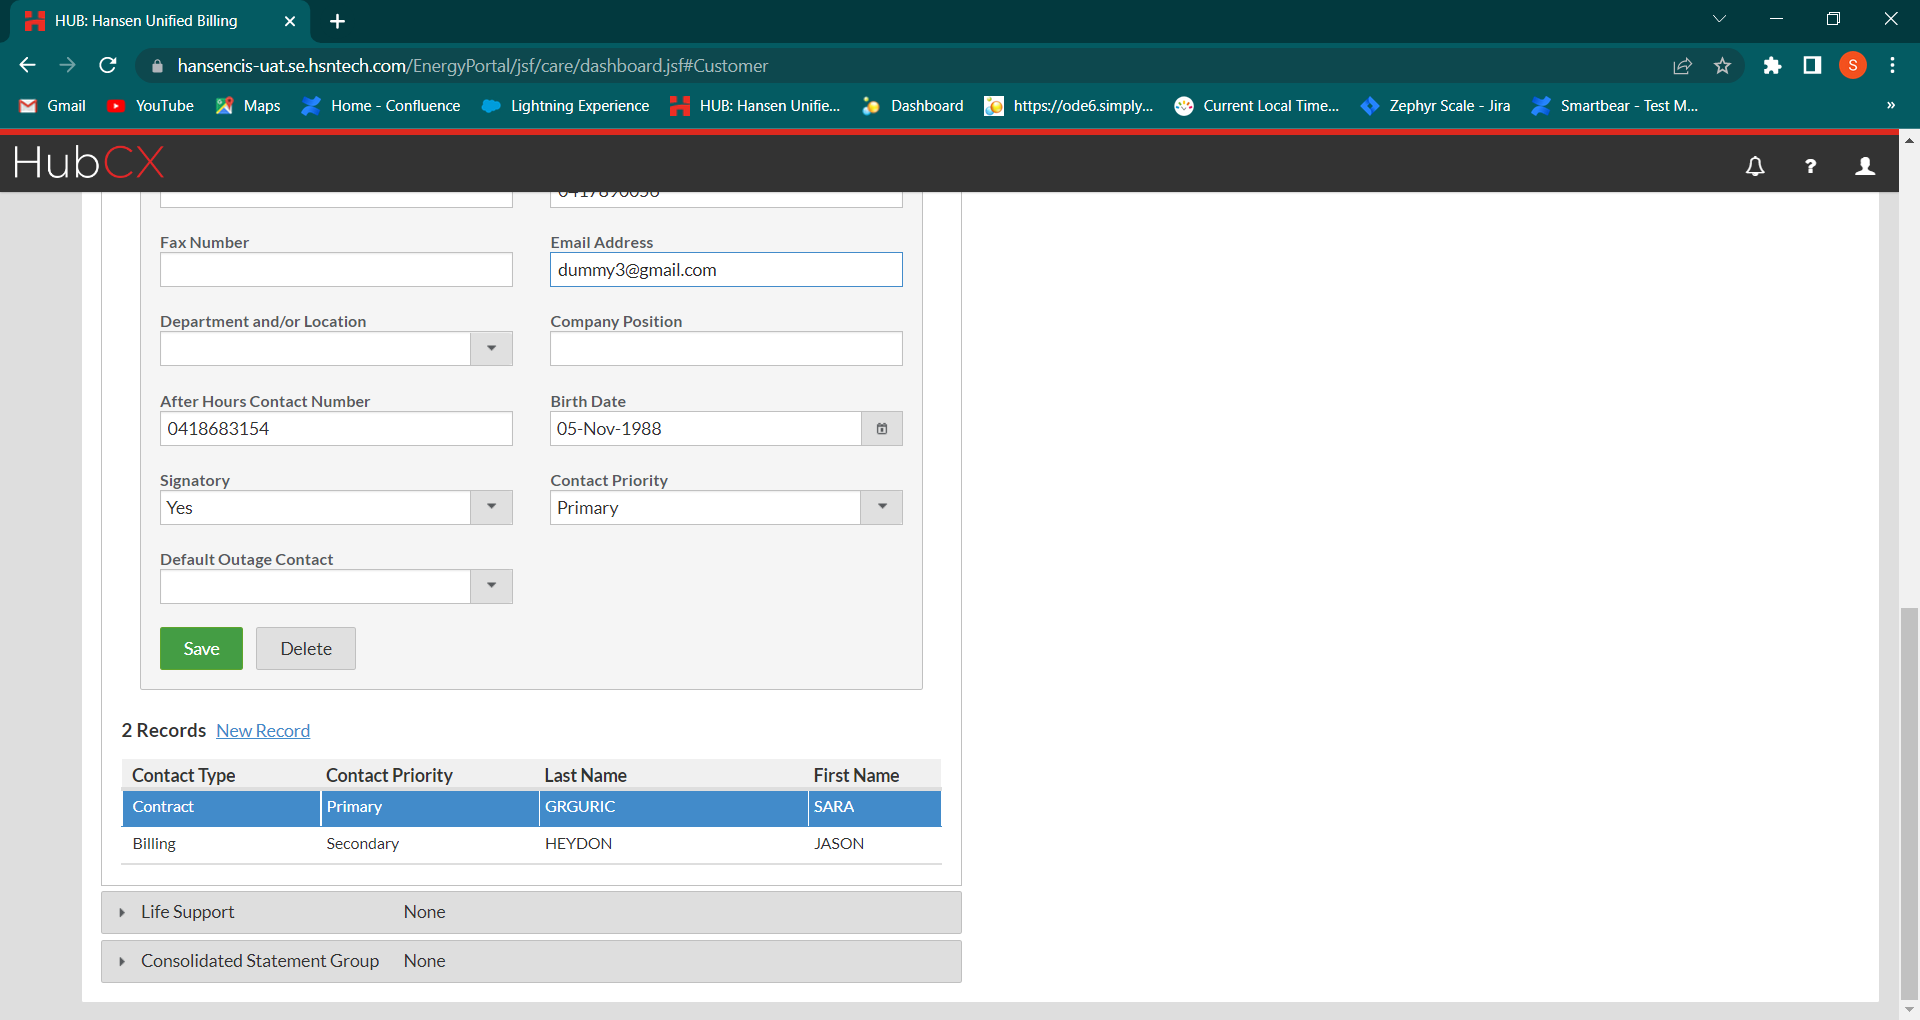 HUB: Hansen Unified Billing
hansencis-uat.se.hsntech.com/EnergyPortal/jsf/care/dashboard.jsf#Customer
S
Gmail YouTube Maps Home - Confluence Lightning Experience HUB: Hansen Unifie... Dashboard https://ode6.simply... Current Local Time... Zephyr Scale - Jira Smartbear - Test M... »
HubCX ?
0417890056
Fax Number Email Address
dummy3@gmail.com
Department and/or Location Company Position
After Hours Contact Number Birth Date
0418683154 05-Nov-1988
Signatory Contact Priority
Yes Primary
Default Outage Contact
Save Delete
2 Records New Record
Contact Type Contact Priority Last Name First Name
Contract Primary GRGURIC SARA
Billing Secondary HEYDON JASON
Life Support None
Consolidated Statement Group None